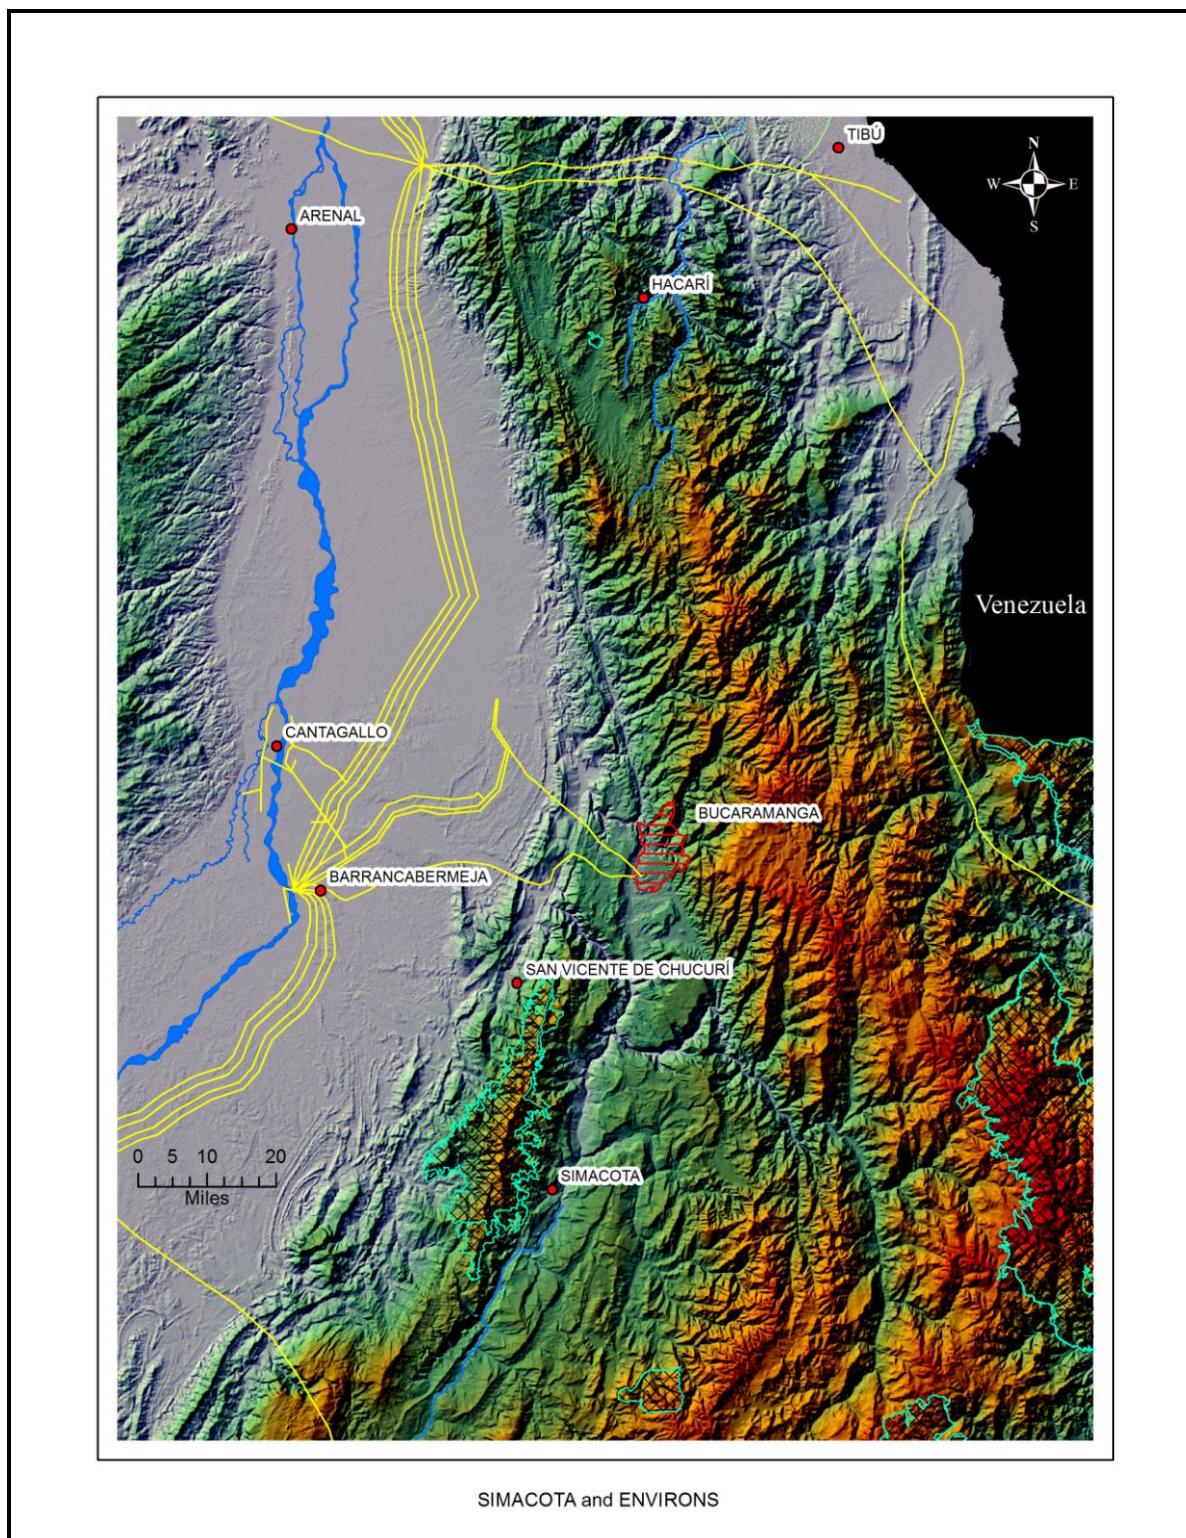 TIBÚ
N
W E
S
ARENAL
HACARÍ
Venezuela
CANTAGALLO
BUCARAMANGA
BARRANCABERMEJA
SAN VICENTE DE CHUCURÍ
0 5 10 20
Miles
SIMACOTA
SIMACOTA and ENVIRONS